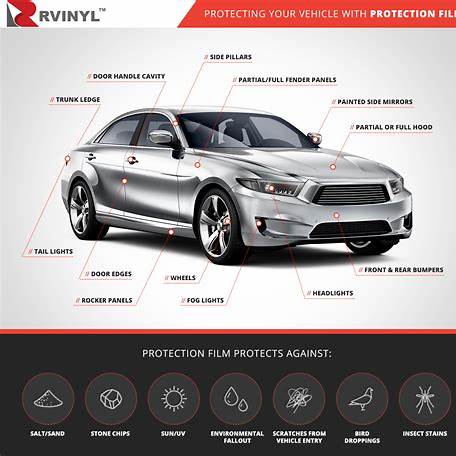 RVINYL™
PROTECTING YOUR VEHICLE WITH PROTECTION FIL
// SIDE PILLARS
// DOOR HANDLE CAVITY
// PARTIAL/FULL FENDER PANELS
// TRUNK LEDGE
// PAINTED SIDE MIRRORS
// PARTIAL OR FULL HOOD
// TAIL LIGHTS
// DOOR EDGES
// WHEELS
// FRONT & REAR BUMPERS
// HEADLIGHTS
// ROCKER PANELS
// FOG LIGHTS
PROTECTION FILM PROTECTS AGAINST:
SALT/SAND
STONE CHIPS
SUN/UV
ENVIRONMENTAL
FALLOUT
SCRATCHES FROM
VEHICLE ENTRY
BIRD
DROPPINGS
INSECT STAINS